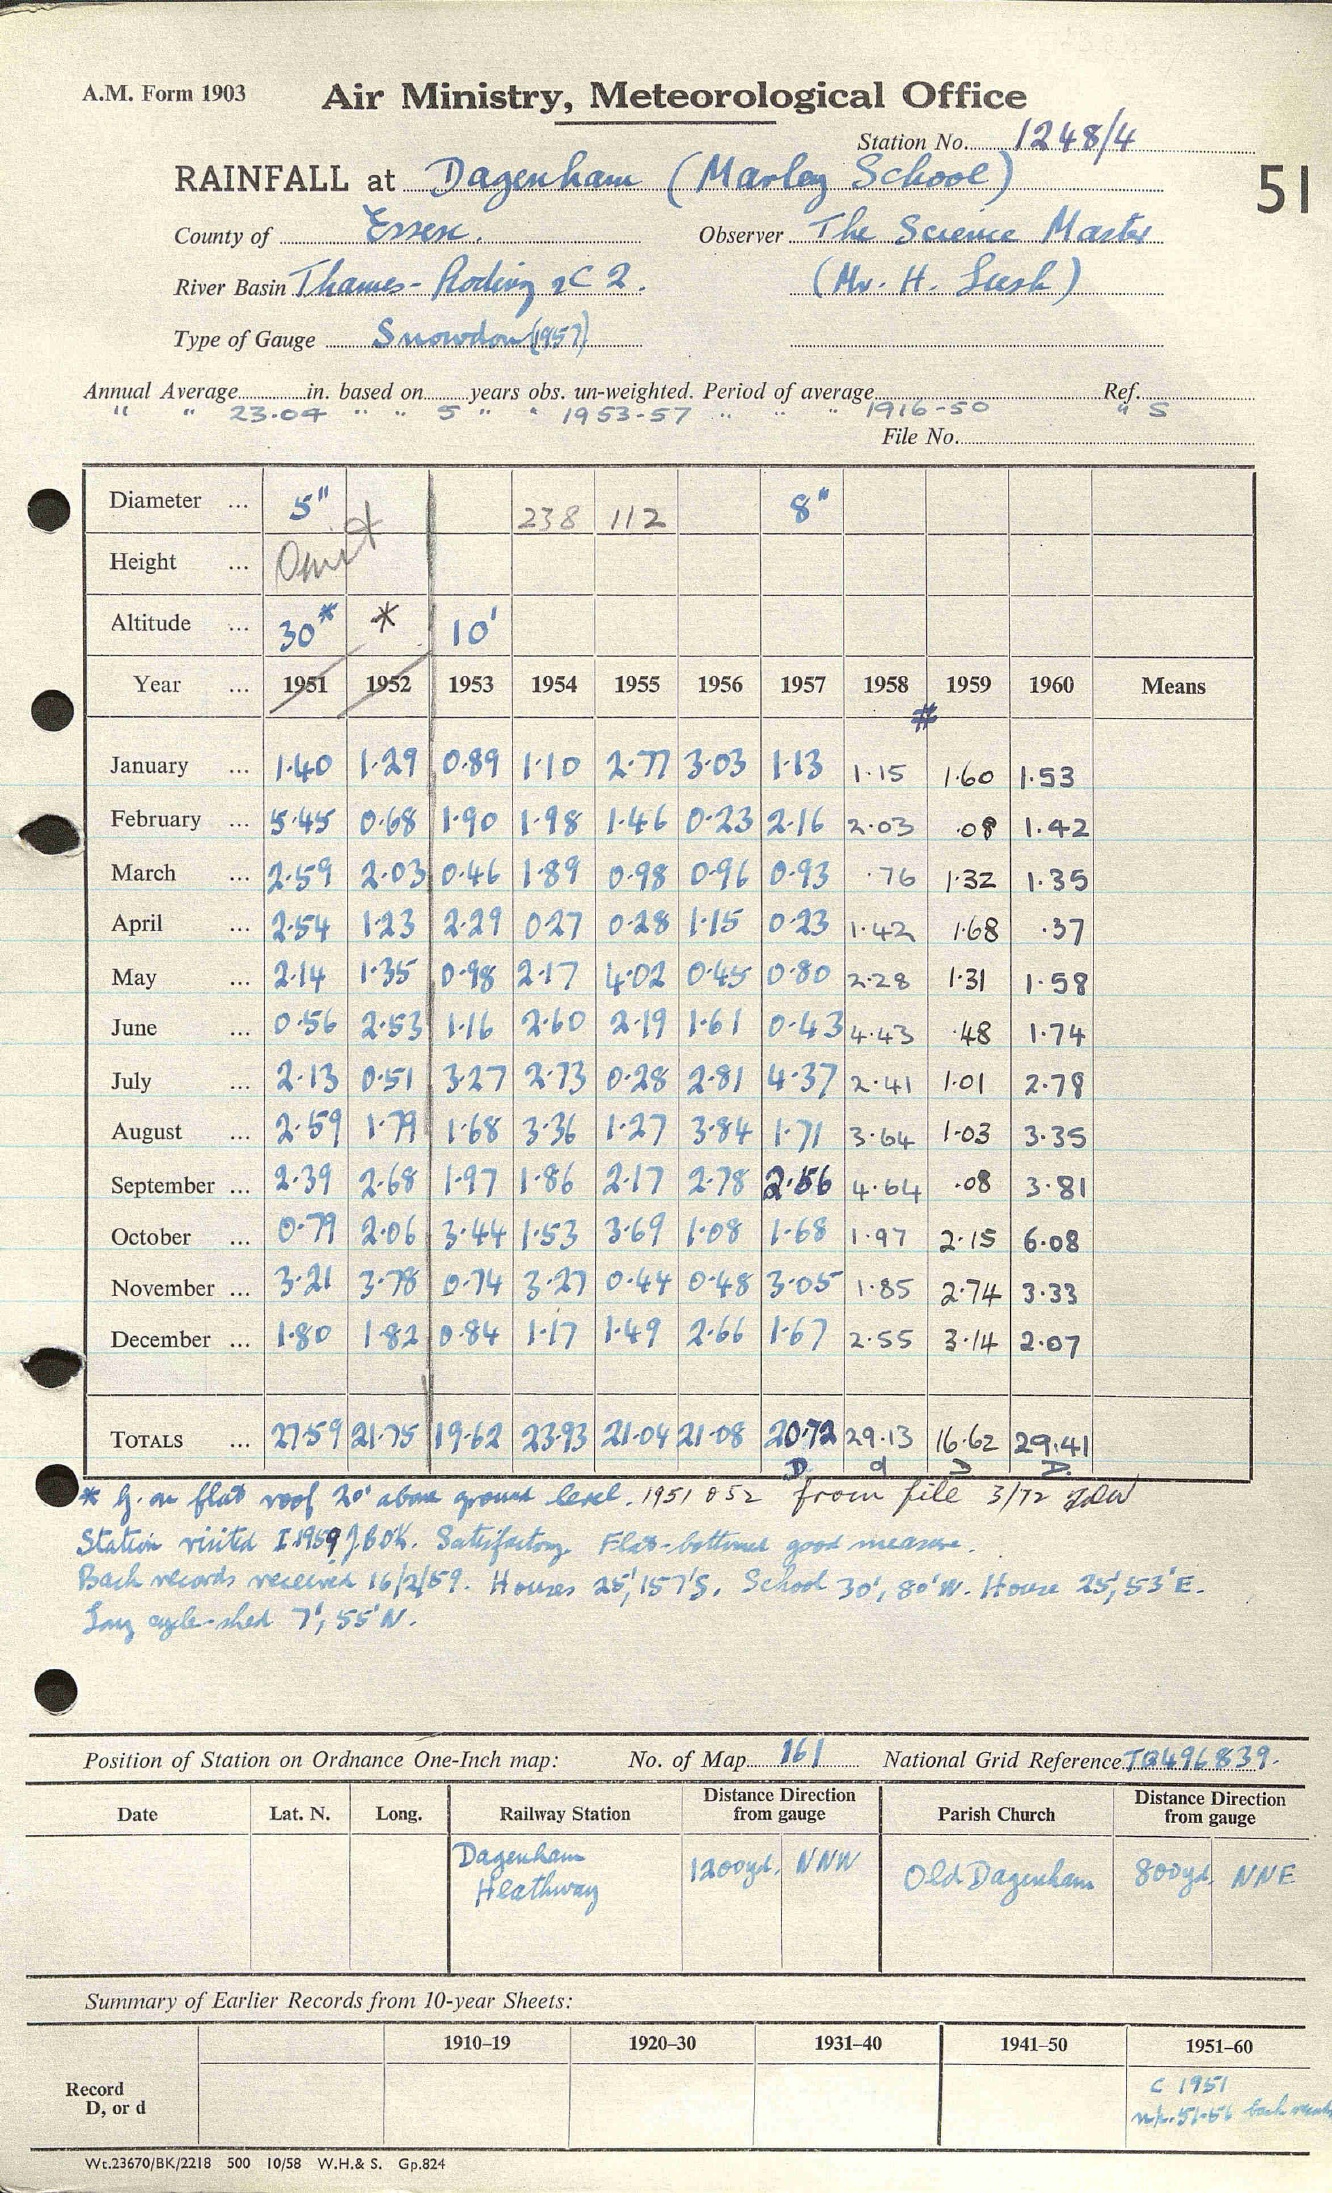 A.M. Form 1903
Air Ministry, Meteorological Office
Station No. 1248/4
RAINFALL at Dagenham (Marley School)
51
County of Essex. Observer The Science Master
River Basin Thames - Roding 2C2. (Mr. H. Lush)
Type of Gauge Snowdon (1957)
Annual Average in. based on years obs. un-weighted. Period of average Ref.
" " 23.04 " " 5 " " 1953-57 " " " 1916-50 " S
File No.
Diameter ... 5" 238 112 8"
Height ... Omit
Altitude ... 30* * 10'
Year ... 1951 1952 1953 1954 1955 1956 1957 1958 1959 1960 Means
#
January ... 1.40 1.29 0.89 1.10 2.77 3.03 1.13 1.15 1.60 1.53
February ... 5.45 0.68 1.90 1.98 1.46 0.23 2.16 2.03 .08 1.42
March ... 2.59 2.03 0.46 1.89 0.98 0.96 0.93 .76 1.32 1.35
April ... 2.54 1.23 2.29 0.27 0.28 1.15 0.23 1.42 1.68 .37
May ... 2.14 1.35 0.98 2.17 4.02 0.45 0.80 2.28 1.31 1.58
June ... 0.56 2.53 1.16 2.60 2.19 1.61 0.43 4.43 .48 1.74
July ... 2.13 0.51 3.27 2.73 0.28 2.81 4.37 2.41 1.01 2.78
August ... 2.59 1.79 1.68 3.36 1.27 3.84 1.71 3.64 1.03 3.35
September ... 2.39 2.68 1.97 1.86 2.17 2.78 2.56 4.64 .08 3.81
October ... 0.79 2.06 3.44 1.53 3.69 1.08 1.68 1.97 2.15 6.08
November ... 3.21 3.78 0.74 3.27 0.44 0.48 3.05 1.85 2.74 3.33
December ... 1.80 1.82 0.84 1.17 1.49 2.66 1.67 2.55 3.14 2.07
TOTALS ... 27.59 21.75 19.62 23.93 21.04 21.08 20.72 29.13 16.62 29.41
D d D D.
* G. on flat roof 20' above ground level. 1951 & 52 from file 3/72
Station visited I 1959 Satisfactory. Flat-bottomed good measure.
Back records received 16/2/59. Houses 25', 157'S. School 30', 80'W. House 25', 53'E.
Long cycle-shed 7', 55'N.
Position of Station on Ordnance One-Inch map: No. of Map 161 National Grid Reference TQ496839.
Date Lat. N. Long. Railway Station Distance Direction from gauge Parish Church Distance Direction from gauge
Dagenham Heathway 1200yd. NNW Old Dagenham 800yd. NNE
Summary of Earlier Records from 10-year Sheets:
1910–19 1920–30 1931–40 1941–50 1951–60
Record
D, or d
C 1951
n/r. 51-56 back records
Wt.23670/BK/2218 500 10/58 W.H.& S. Gp.824